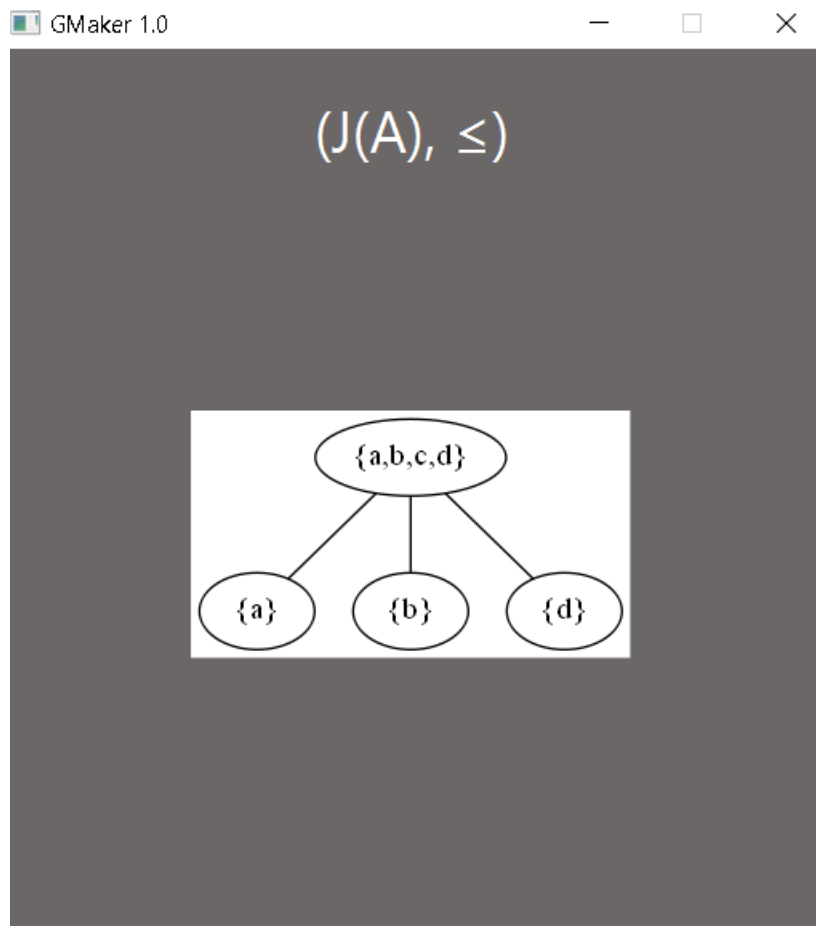 GMaker 1.0
(J(A), ≤)
{a,b,c,d}
{a} {b} {d}